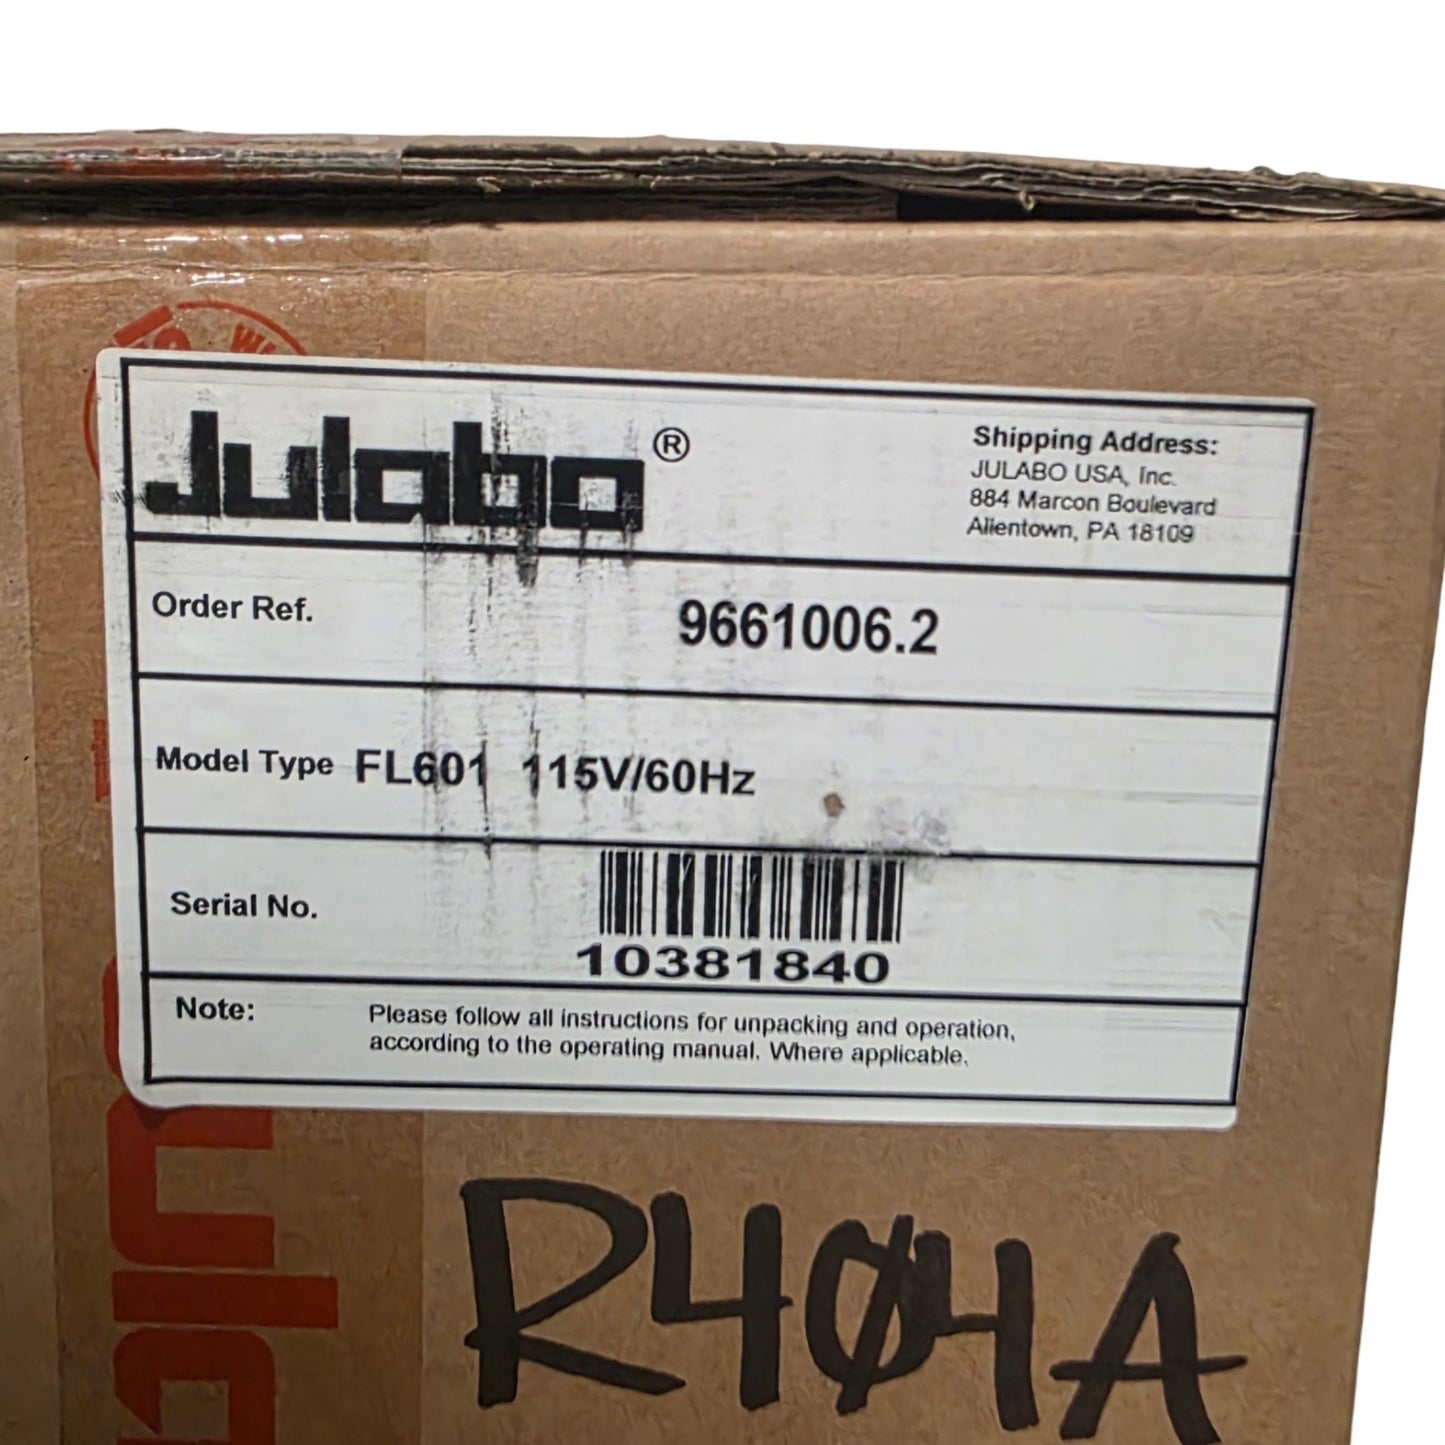 Julabo®
Shipping Address:
JULABO USA, Inc.
884 Marcon Boulevard
Allentown, PA 18109
Order Ref. 9661006.2
Model Type FL601 115V/60Hz
Serial No.
10381840
Note: Please follow all instructions for unpacking and operation,
according to the operating manual. Where applicable.
R404A